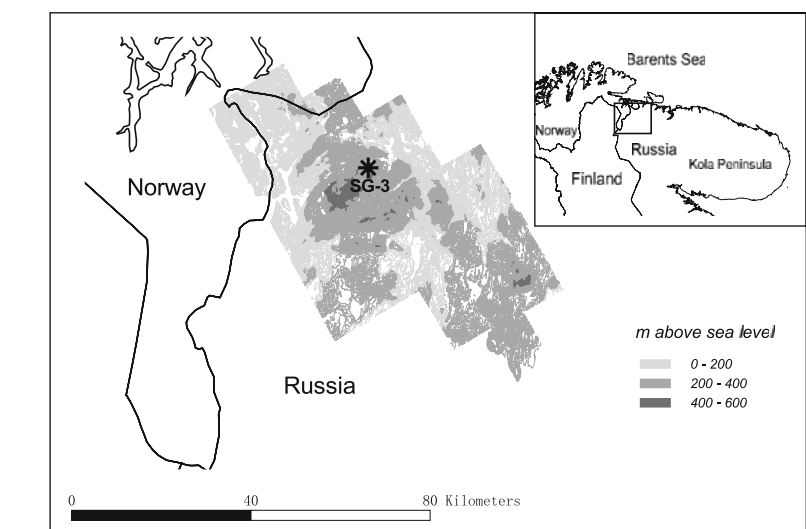 Barents Sea
Norway
Russia
Kola Peninsula
Finland
Norway
SG-3
Russia
m above sea level
0 - 200
200 - 400
400 - 600
0 40 80 Kilometers